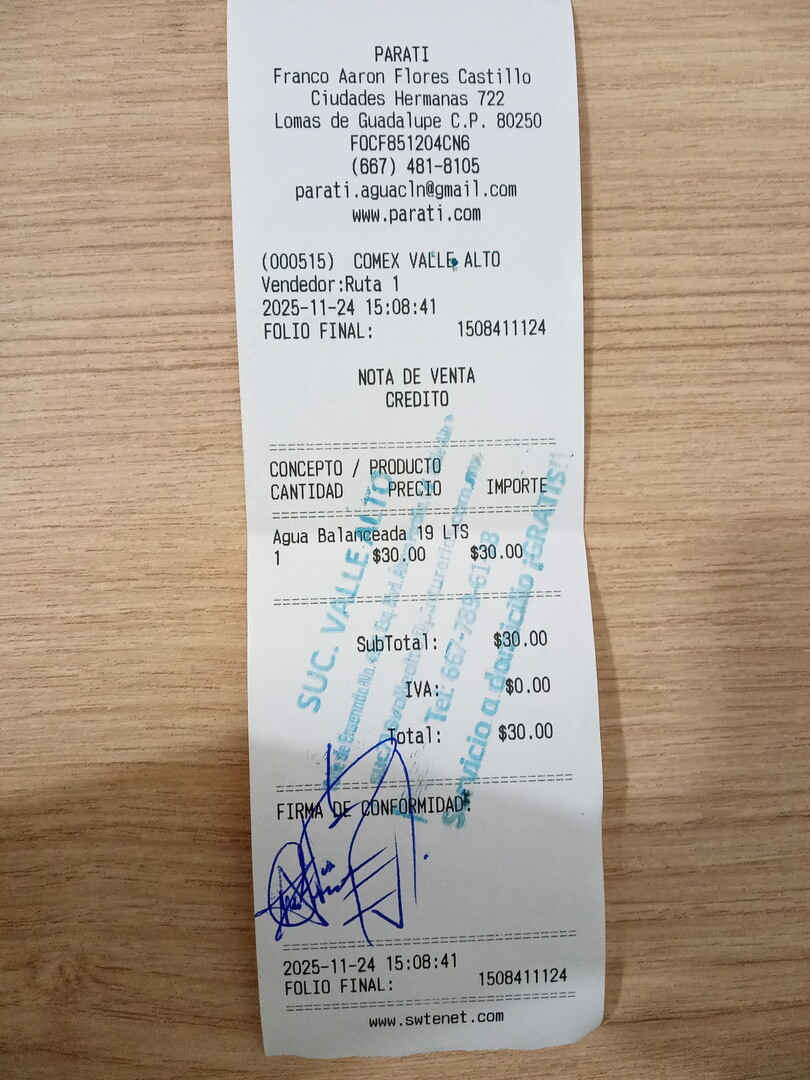 PARATI
Franco Aaron Flores Castillo
Ciudades Hermanas 722
Lomas de Guadalupe C.P. 80250
FOCF851204CN6
(667) 481-8105
parati.aguacln@gmail.com
www.parati.com
(000515) COMEX VALLE ALTO
Vendedor:Ruta 1
2025-11-24 15:08:41
FOLIO FINAL: 1508411124
NOTA DE VENTA
CREDITO
CONCEPTO / PRODUCTO
CANTIDAD PRECIO IMPORTE
Agua Balanceada 19 LTS
1 $30.00 $30.00
SubTotal: $30.00
IVA: $0.00
Total: $30.00
FIRMA DE CONFORMIDAD:
SUC. VALLE ALTO
Tel: 667-789-6118
Servicio a domicilio ¡GRATIS!!
2025-11-24 15:08:41
FOLIO FINAL: 1508411124
www.swtenet.com